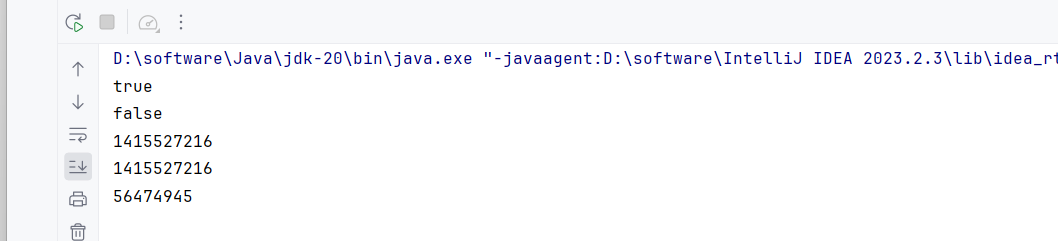 D:\software\Java\jdk-20\bin\java.exe "-javaagent:D:\software\IntelliJ IDEA 2023.2.3\lib\idea_rt
true
false
1415527216
1415527216
56474945